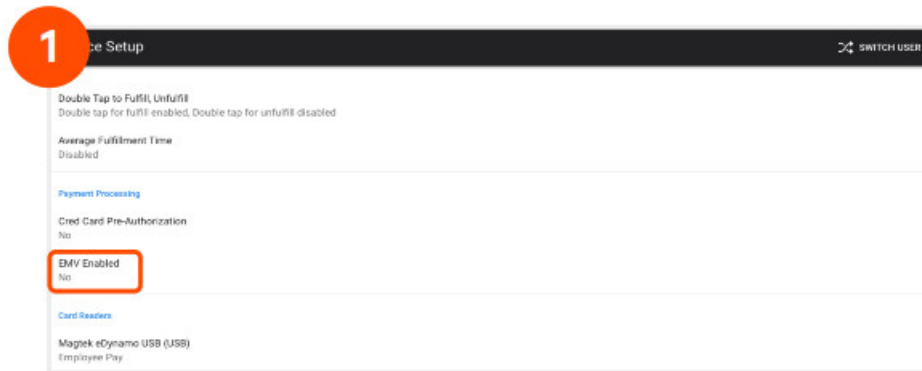 1
ce Setup
SWITCH USER
Double Tap to Fulfill, Unfulfill
Double tap for fulfill enabled, Double tap for unfulfill disabled
Average Fulfillment Time
Disabled
Payment Processing
Cred Card Pre-Authorization
No
EMV Enabled
No
Card Readers
Magtek eDynamo USB (USB)
Employee Pay